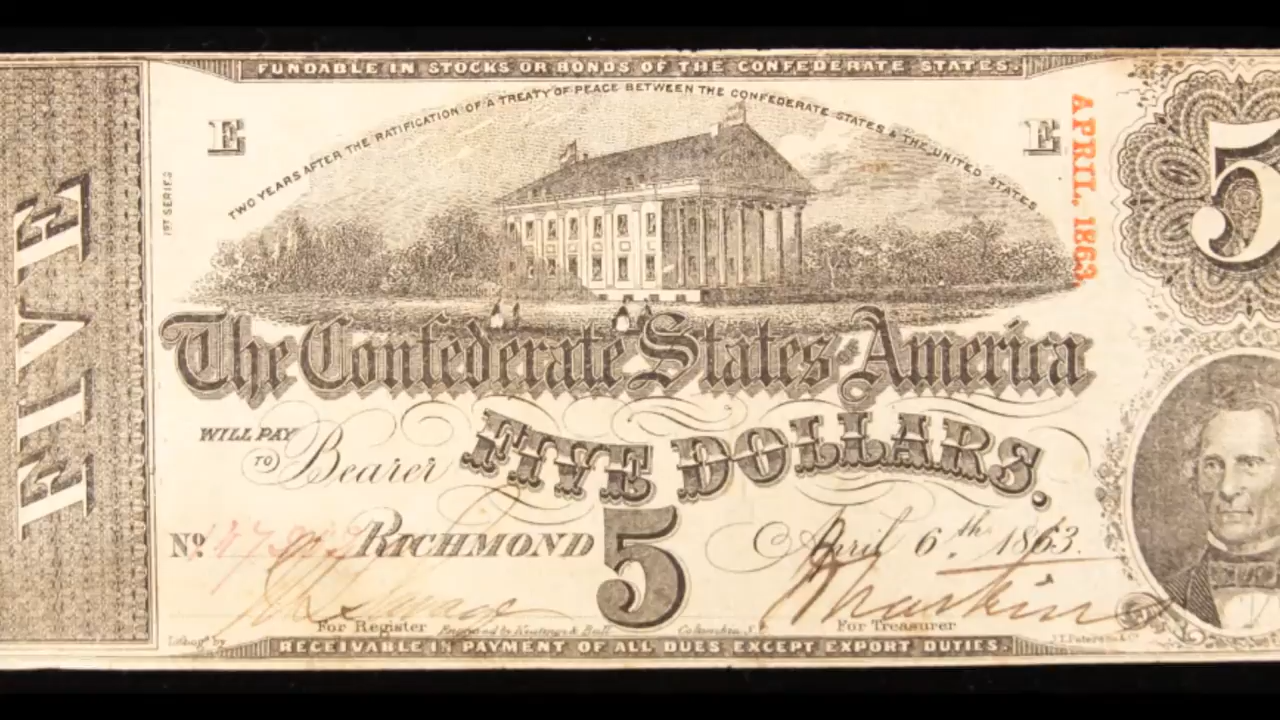 FUNDABLE IN STOCKS OR BONDS OF THE CONFEDERATE STATES.
TWO YEARS AFTER THE RATIFICATION OF A TREATY OF PEACE BETWEEN THE CONFEDERATE STATES & THE UNITED STATES.
E
E
APRIL, 1863.
5
1ST SERIES
FIVE
The Confederate States of America
WILL PAY
TO Bearer
FIVE DOLLARS.
No
RICHMOND
5
April 6th 1863.
For Register
Engraved by Keatinge & Ball
Columbia, S.C.
For Treasurer
Lithog'd by
RECEIVABLE IN PAYMENT OF ALL DUES EXCEPT EXPORT DUTIES.